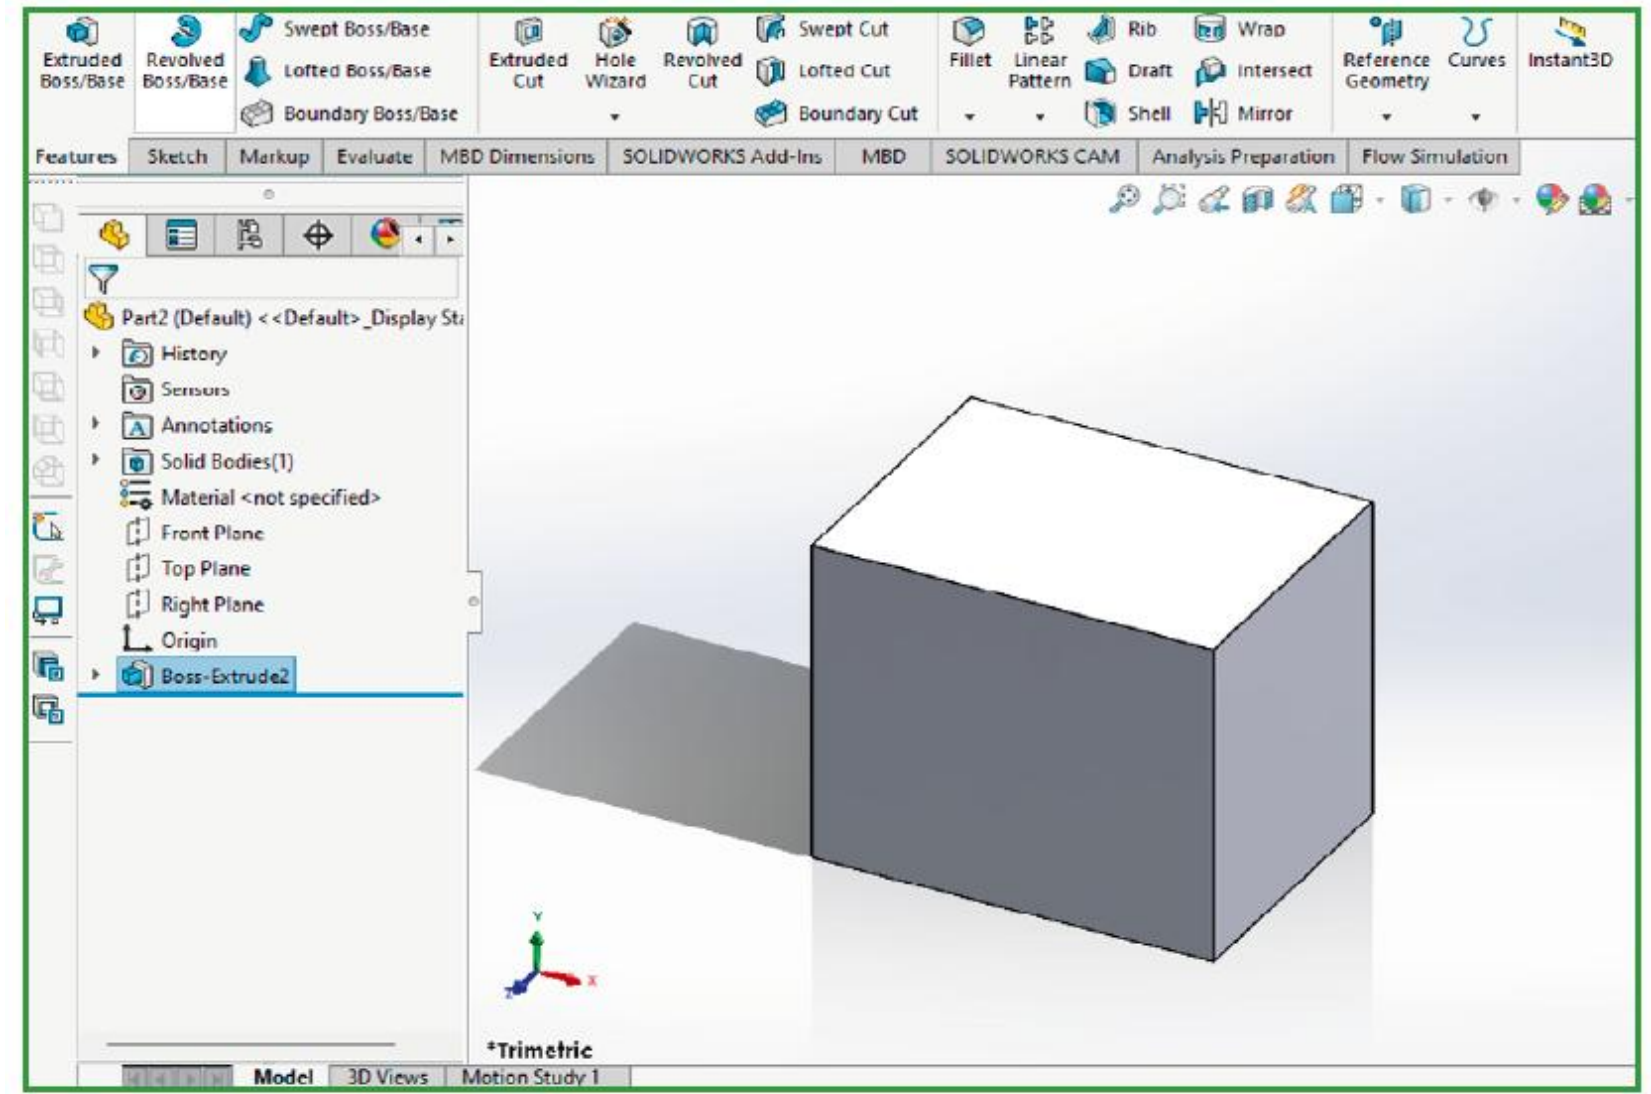 Extruded Boss/Base
Revolved Boss/Base
Swept Boss/Base
Lofted Boss/Base
Boundary Boss/Base
Extruded Cut
Hole Wizard
Revolved Cut
Swept Cut
Lofted Cut
Boundary Cut
Fillet
Linear Pattern
Rib
Draft
Shell
Wrap
Intersect
Mirror
Reference Geometry
Curves
Instant3D
Features Sketch Markup Evaluate MBD Dimensions SOLIDWORKS Add-Ins MBD SOLIDWORKS CAM Analysis Preparation Flow Simulation
Part2 (Default) <<Default>_Display Sta
History
Sensors
A Annotations
Solid Bodies(1)
Material <not specified>
Front Plane
Top Plane
Right Plane
Origin
Boss-Extrude2
Y
X
Z
*Trimetric
Model 3D Views Motion Study 1